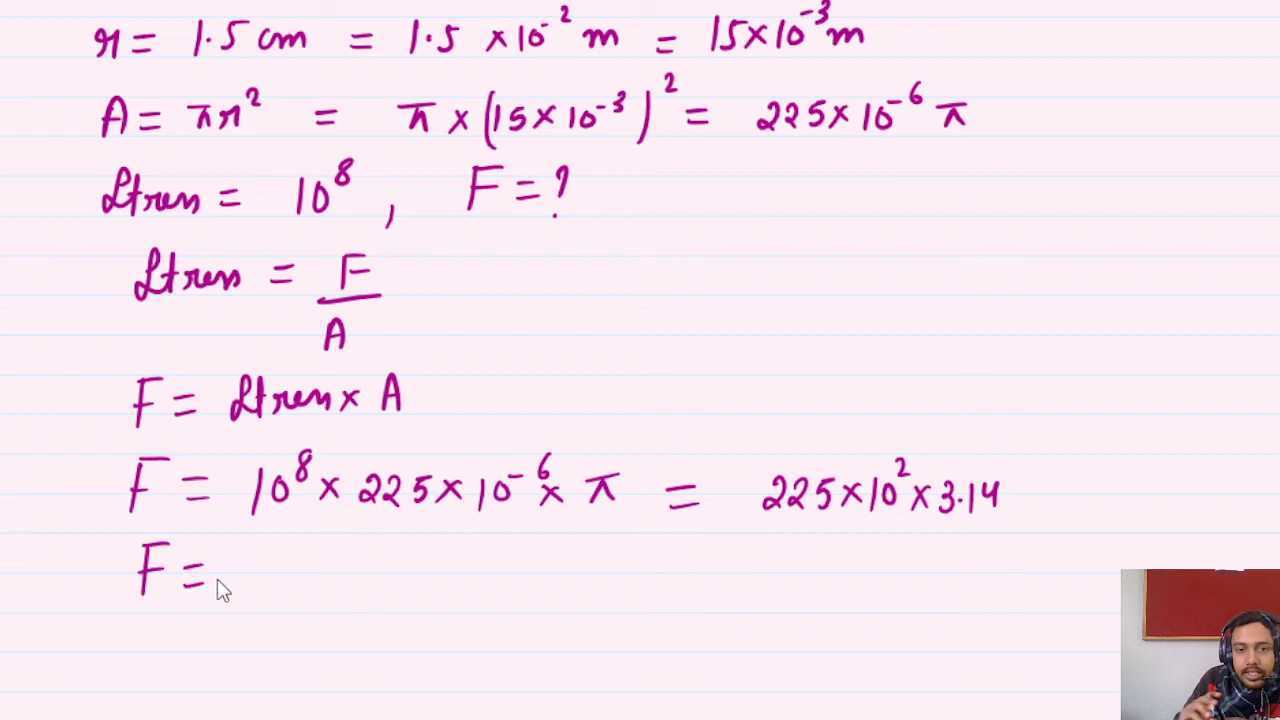 r = 1.5 cm = 1.5 × 10⁻² m = 15×10⁻³ m
A = πr² = π × (15 × 10⁻³)² = 225×10⁻⁶ π
Stress = 10⁸ , F = ?
Stress = F/A
F = Stress × A
F = 10⁸ × 225 × 10⁻⁶ × π = 225×10² × 3.14
F =